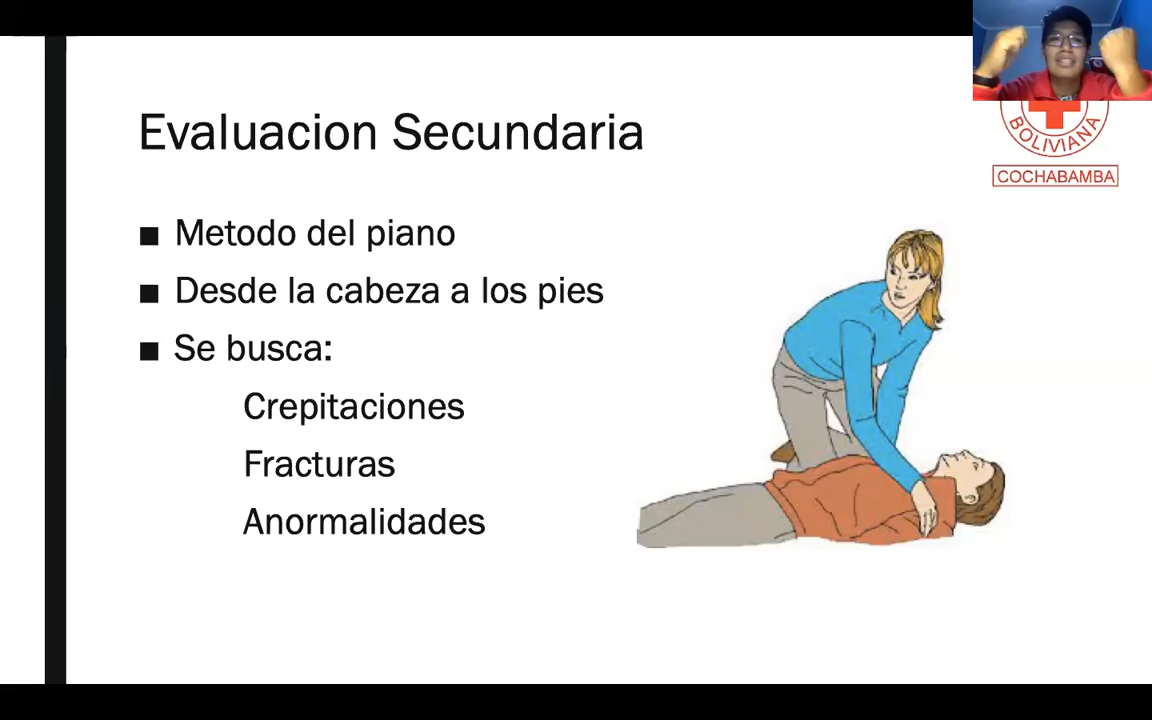 Evaluacion Secundaria
BOLIVIANA
COCHABAMBA
■ Metodo del piano
■ Desde la cabeza a los pies
■ Se busca:
Crepitaciones
Fracturas
Anormalidades